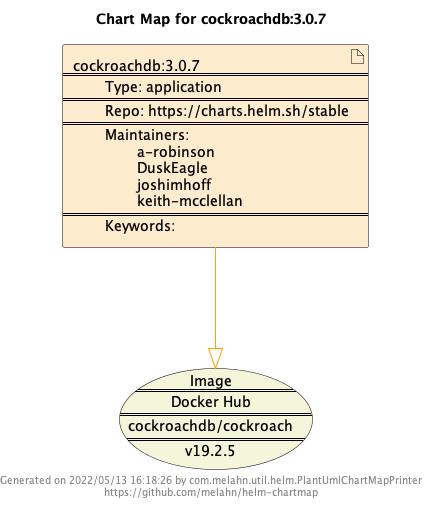 Chart Map for cockroachdb:3.0.7
cockroachdb:3.0.7
Type: application
Repo: https://charts.helm.sh/stable
Maintainers:
a-robinson
DuskEagle
joshimhoff
keith-mcclellan
Keywords:
Image
Docker Hub
cockroachdb/cockroach
v19.2.5
Generated on 2022/05/13 16:18:26 by com.melahn.util.helm.PlantUmlChartMapPrinter
https://github.com/melahn/helm-chartmap